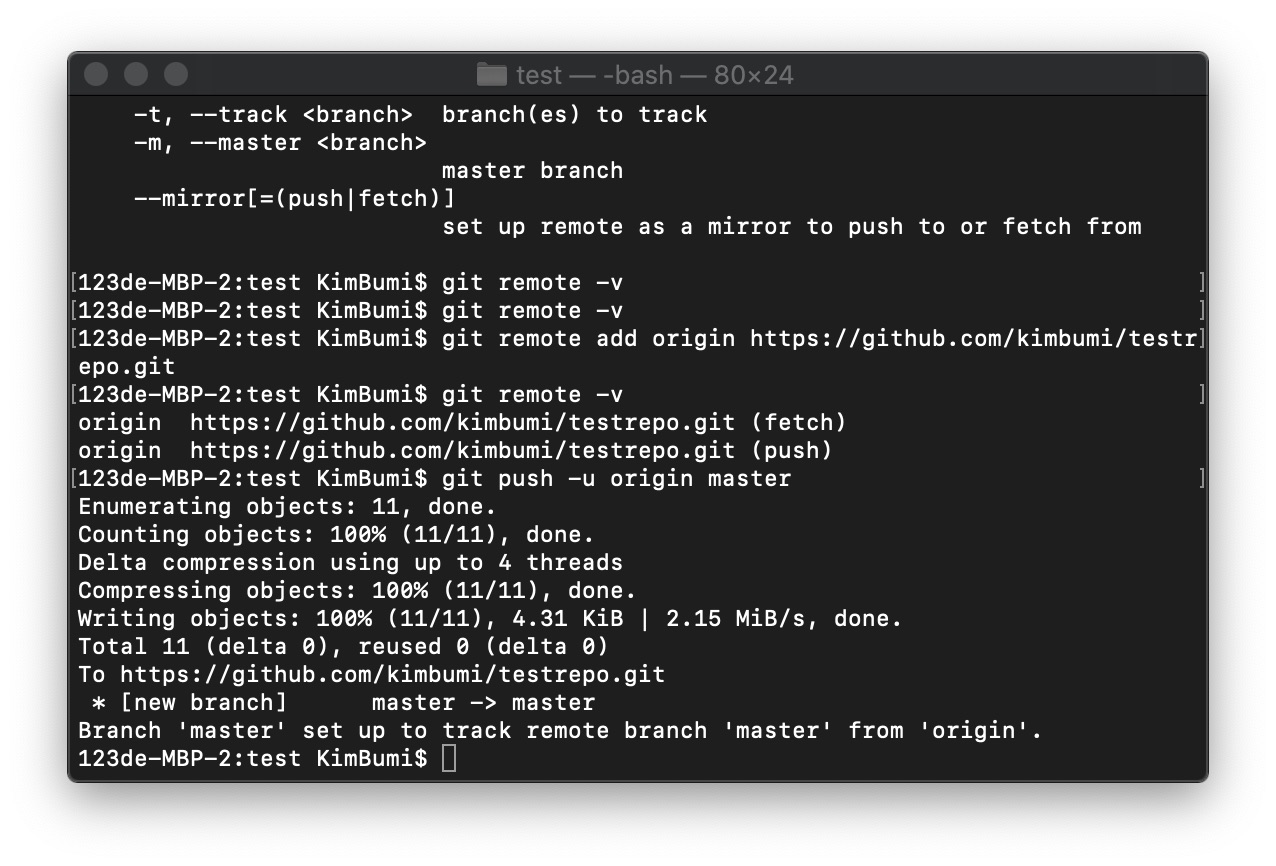 test — -bash — 80×24
    -t, --track <branch>  branch(es) to track
    -m, --master <branch>
                          master branch
    --mirror[=(push|fetch)]
                          set up remote as a mirror to push to or fetch from
[123de-MBP-2:test KimBumi$ git remote -v ]
[123de-MBP-2:test KimBumi$ git remote -v ]
[123de-MBP-2:test KimBumi$ git remote add origin https://github.com/kimbumi/testr]
epo.git
[123de-MBP-2:test KimBumi$ git remote -v ]
origin  https://github.com/kimbumi/testrepo.git (fetch)
origin  https://github.com/kimbumi/testrepo.git (push)
[123de-MBP-2:test KimBumi$ git push -u origin master ]
Enumerating objects: 11, done.
Counting objects: 100% (11/11), done.
Delta compression using up to 4 threads
Compressing objects: 100% (11/11), done.
Writing objects: 100% (11/11), 4.31 KiB | 2.15 MiB/s, done.
Total 11 (delta 0), reused 0 (delta 0)
To https://github.com/kimbumi/testrepo.git
 * [new branch]      master -> master
Branch 'master' set up to track remote branch 'master' from 'origin'.
123de-MBP-2:test KimBumi$